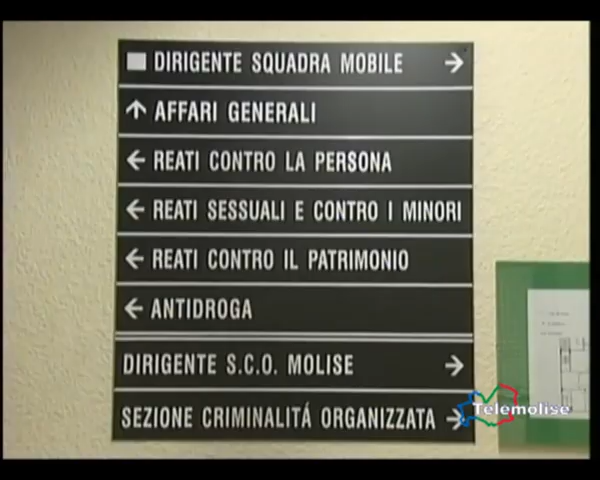 DIRIGENTE SQUADRA MOBILE →
↑ AFFARI GENERALI
← REATI CONTRO LA PERSONA
← REATI SESSUALI E CONTRO I MINORI
← REATI CONTRO IL PATRIMONIO
← ANTIDROGA
DIRIGENTE S.C.O. MOLISE →
SEZIONE CRIMINALITÁ ORGANIZZATA →
Telemolise